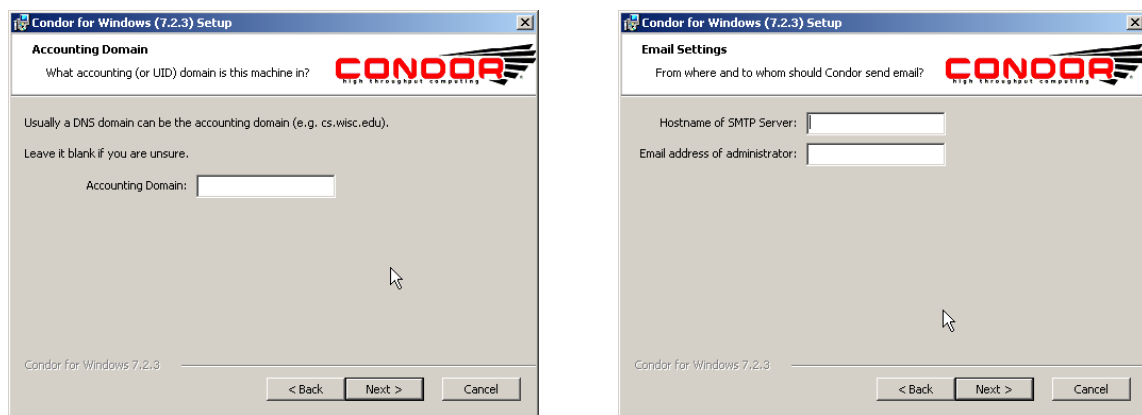 Condor for Windows (7.2.3) Setup
Accounting Domain
What accounting (or UID) domain is this machine in?
CONDOR
high throughput computing
Usually a DNS domain can be the accounting domain (e.g. cs.wisc.edu).
Leave it blank if you are unsure.
Accounting Domain:
Condor for Windows 7.2.3
< Back
Next >
Cancel
Condor for Windows (7.2.3) Setup
Email Settings
From where and to whom should Condor send email?
CONDOR
high throughput computing
Hostname of SMTP Server:
Email address of administrator:
Condor for Windows 7.2.3
< Back
Next >
Cancel